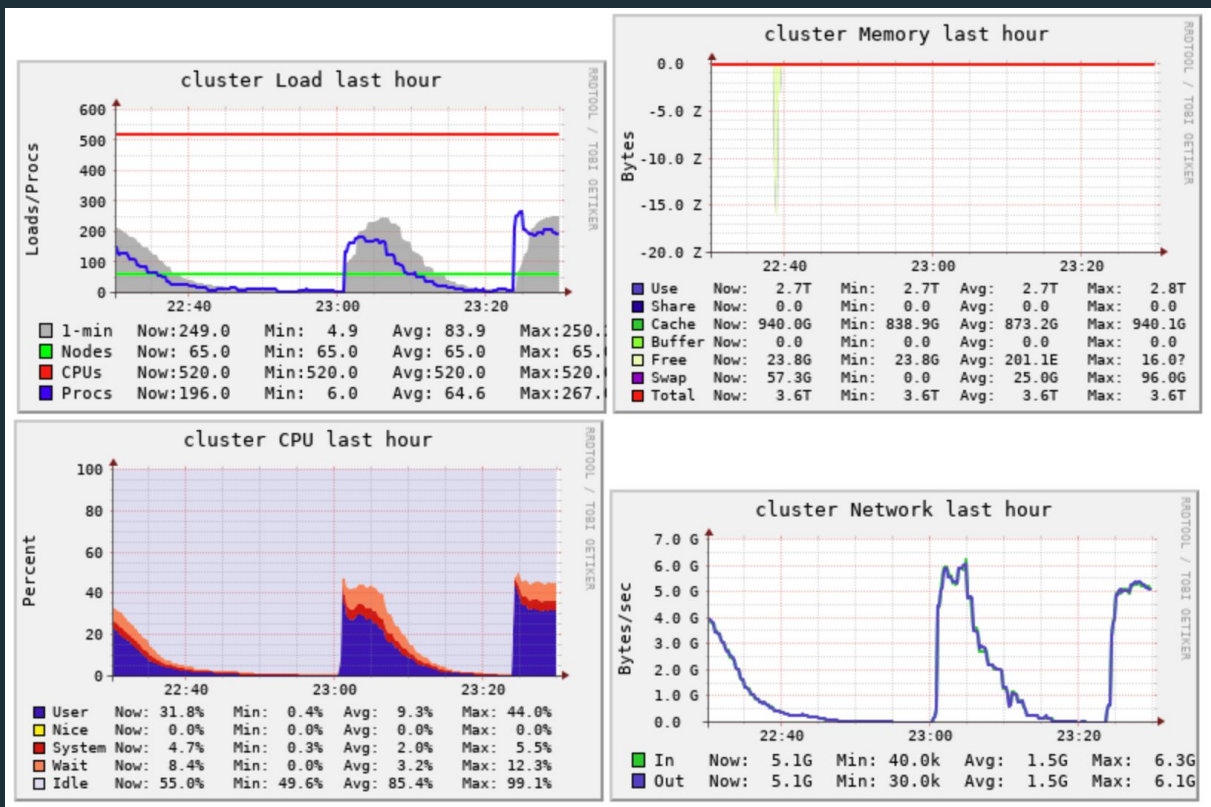 cluster Load last hour
RRDTOOL / TOBI OETIKER
Loads/Procs
600
500
400
300
200
100
0
22:40 23:00 23:20
1-min Now:249.0 Min: 4.9 Avg: 83.9 Max:250.
Nodes Now: 65.0 Min: 65.0 Avg: 65.0 Max: 65.
CPUs Now:520.0 Min:520.0 Avg:520.0 Max:520.
Procs Now:196.0 Min: 6.0 Avg: 64.6 Max:267.
cluster Memory last hour
RRDTOOL / TOBI OETIKER
Bytes
0.0
-5.0 Z
-10.0 Z
-15.0 Z
-20.0 Z
22:40 23:00 23:20
Use Now: 2.7T Min: 2.7T Avg: 2.7T Max: 2.8T
Share Now: 0.0 Min: 0.0 Avg: 0.0 Max: 0.0
Cache Now: 940.0G Min: 838.9G Avg: 873.2G Max: 940.1G
Buffer Now: 0.0 Min: 0.0 Avg: 0.0 Max: 0.0
Free Now: 23.8G Min: 23.8G Avg: 201.1E Max: 16.0?
Swap Now: 57.3G Min: 0.0 Avg: 25.0G Max: 96.0G
Total Now: 3.6T Min: 3.6T Avg: 3.6T Max: 3.6T
cluster CPU last hour
RRDTOOL / TOBI OETIKER
Percent
100
80
60
40
20
0
22:40 23:00 23:20
User Now: 31.8% Min: 0.4% Avg: 9.3% Max: 44.0%
Nice Now: 0.0% Min: 0.0% Avg: 0.0% Max: 0.0%
System Now: 4.7% Min: 0.3% Avg: 2.0% Max: 5.5%
Wait Now: 8.4% Min: 0.0% Avg: 3.2% Max: 12.3%
Idle Now: 55.0% Min: 49.6% Avg: 85.4% Max: 99.1%
cluster Network last hour
RRDTOOL / TOBI OETIKER
Bytes/sec
7.0 G
6.0 G
5.0 G
4.0 G
3.0 G
2.0 G
1.0 G
0.0
22:40 23:00 23:20
In Now: 5.1G Min: 40.0k Avg: 1.5G Max: 6.3G
Out Now: 5.1G Min: 30.0k Avg: 1.5G Max: 6.1G